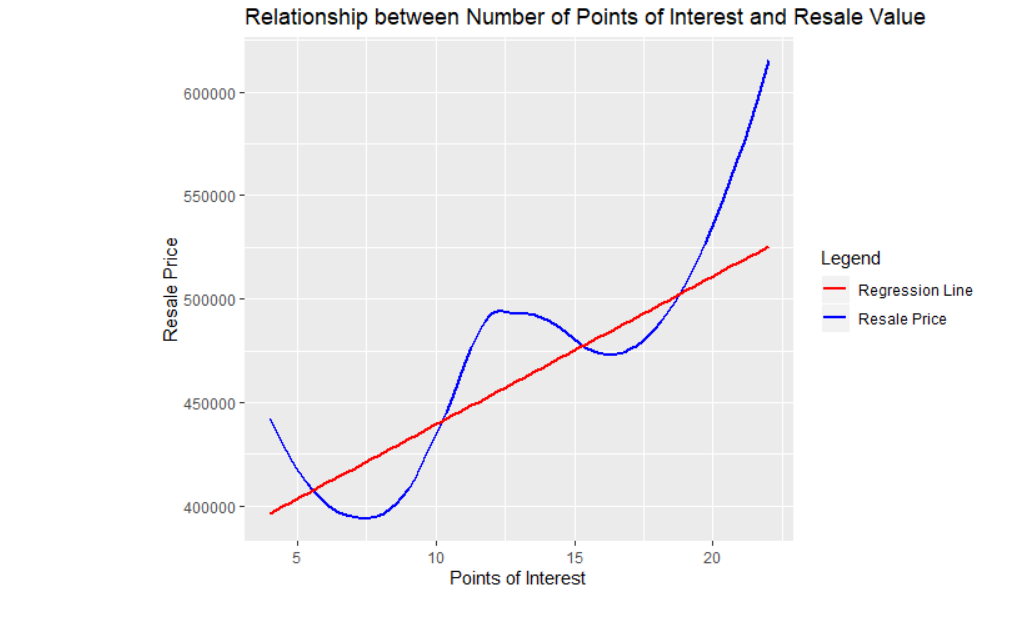 Relationship between Number of Points of Interest and Resale Value
Resale Price
600000
550000
500000
450000
400000
5 10 15 20
Points of Interest
Legend
Regression Line
Resale Price